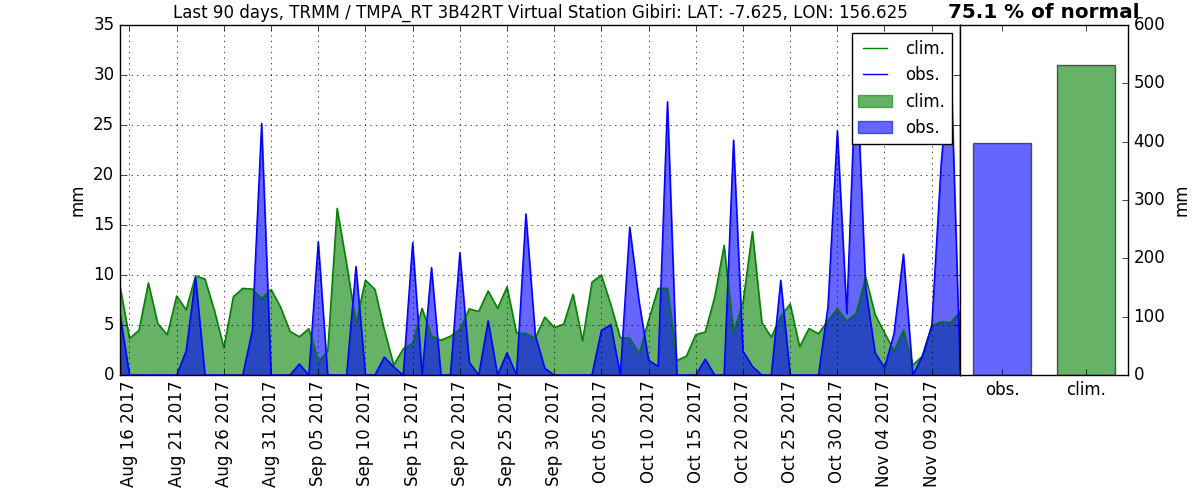 Last 90 days, TRMM / TMPA_RT 3B42RT Virtual Station Gibiri: LAT: -7.625, LON: 156.625
75.1 % of normal
35
30
25
20
15
10
5
0
mm
clim.
obs.
clim.
obs.
600
500
400
300
200
100
0
mm
obs.
clim.
Aug 16 2017
Aug 21 2017
Aug 26 2017
Aug 31 2017
Sep 05 2017
Sep 10 2017
Sep 15 2017
Sep 20 2017
Sep 25 2017
Sep 30 2017
Oct 05 2017
Oct 10 2017
Oct 15 2017
Oct 20 2017
Oct 25 2017
Oct 30 2017
Nov 04 2017
Nov 09 2017